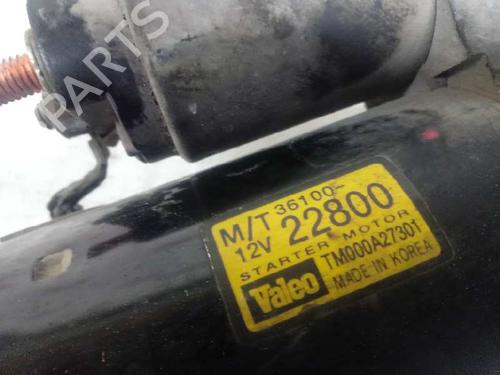 PARTS
M/T 36100-
12V 22800
STARTER MOTOR
Valeo TM000A27301
MADE IN KOREA